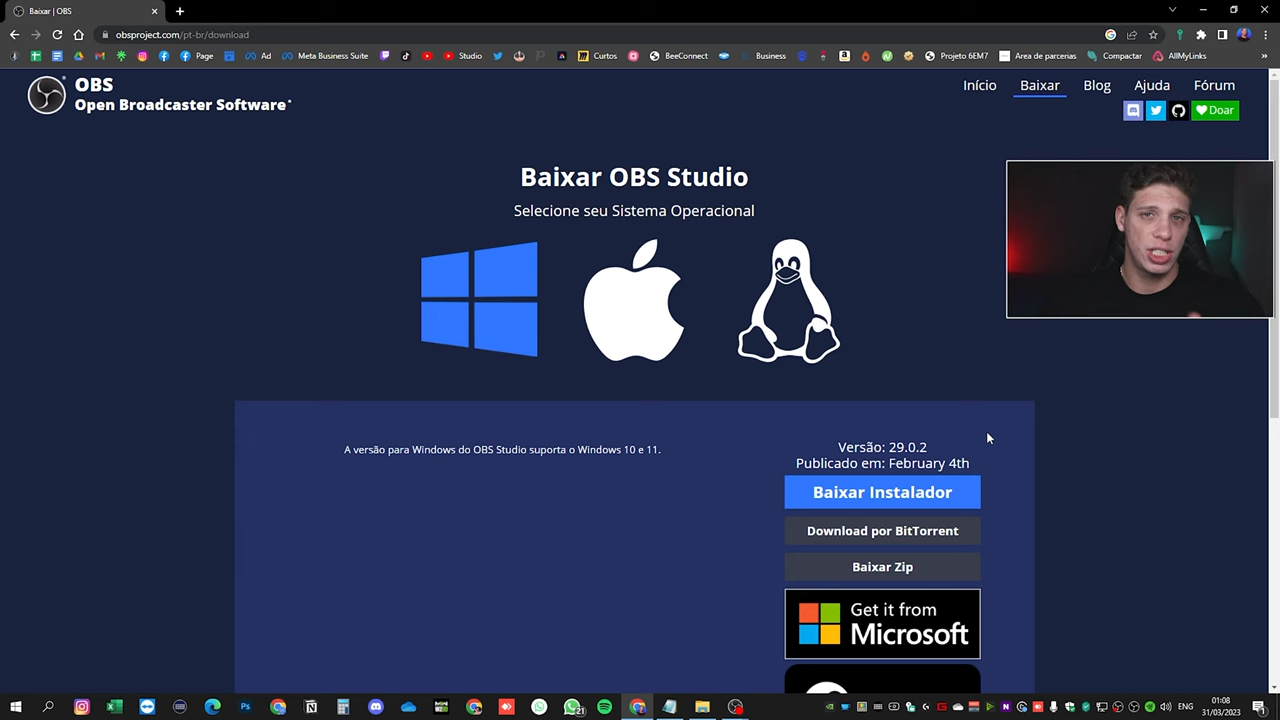 Baixar | OBS
obsproject.com/pt-br/download
Page
Ad
Meta Business Suite
Studio
Curtos
BeeConnect
Business
Projeto 6EM7
Area de parcerias
Compactar
AllMyLinks
OBS
Open Broadcaster Software
Início
Baixar
Blog
Ajuda
Fórum
Doar
Baixar OBS Studio
Selecione seu Sistema Operacional
A versão para Windows do OBS Studio suporta o Windows 10 e 11.
Versão: 29.0.2
Publicado em: February 4th
Baixar Instalador
Download por BitTorrent
Baixar Zip
Get it from
Microsoft
21
ENG
01:08
31/03/2023